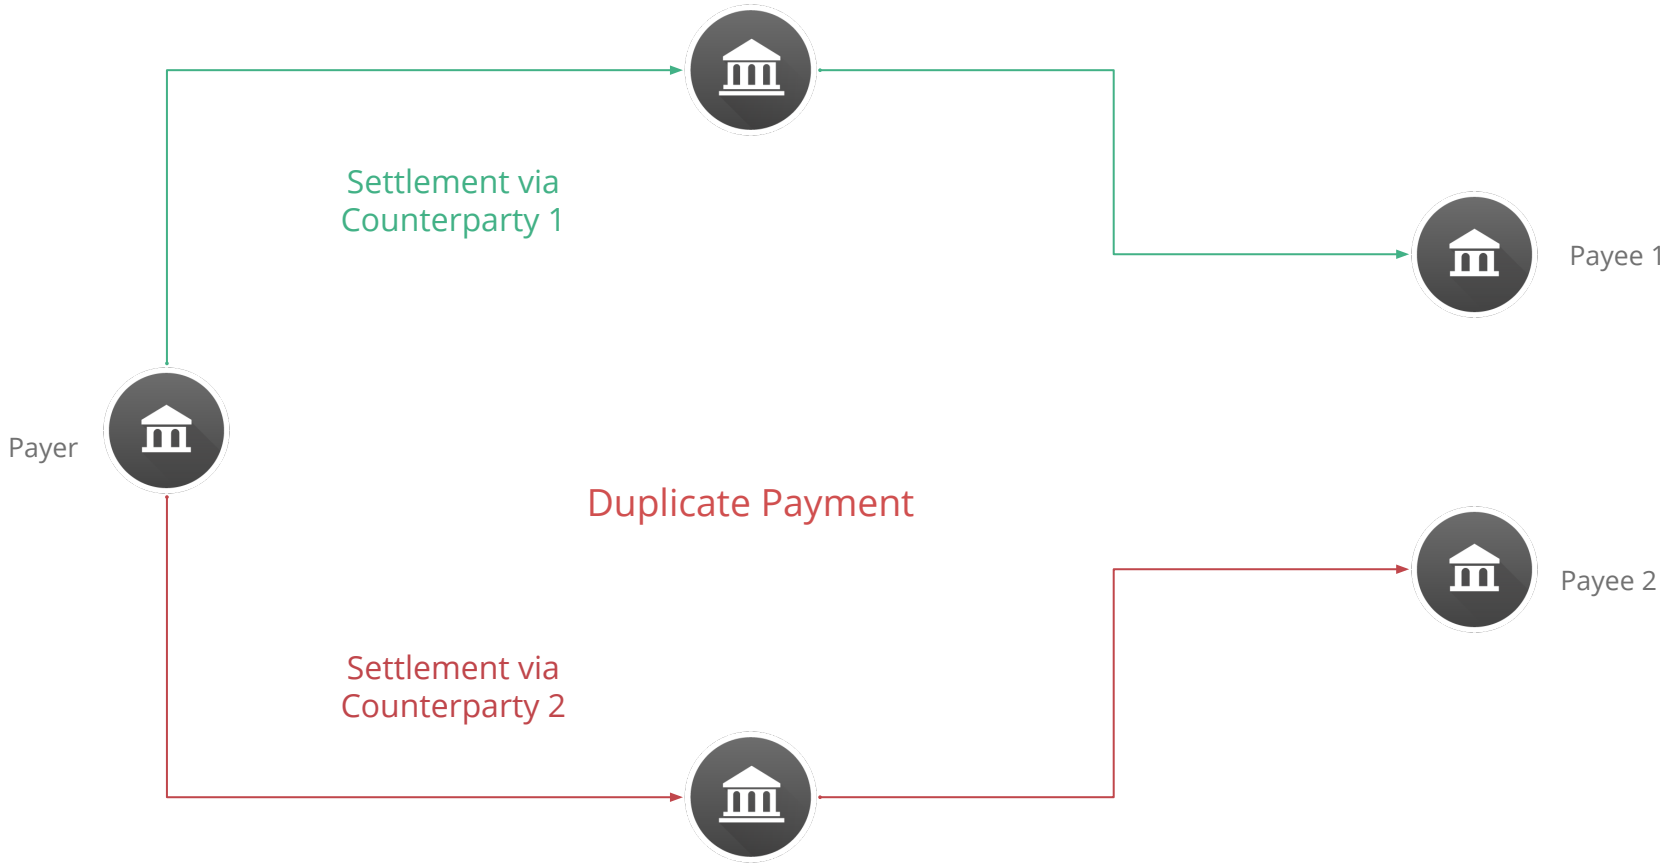 Settlement via
Counterparty 1
Payee 1
Payer
Duplicate Payment
Payee 2
Settlement via
Counterparty 2